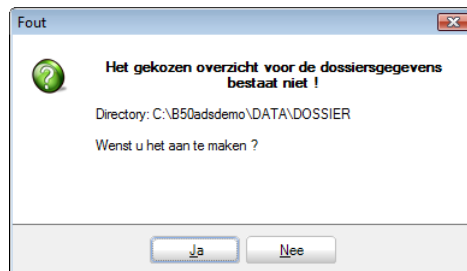 Fout
Het gekozen overzicht voor de dossiersgegevens
bestaat niet !
Directory: C:\B50adsdemo\DATA\DOSSIER
Wenst u het aan te maken ?
Ja
Nee